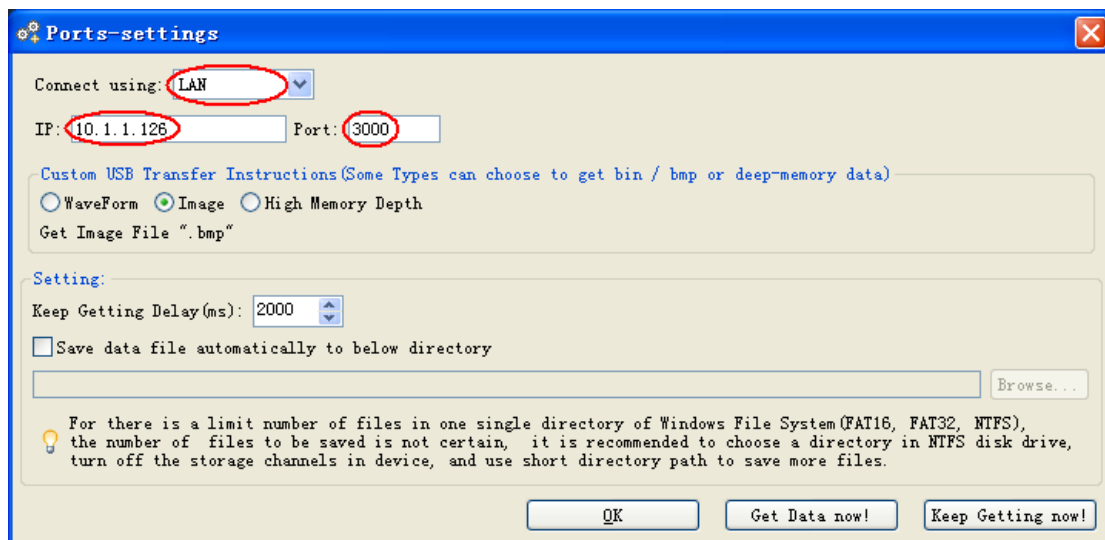 Ports-settings
Connect using: LAN
IP: 10.1.1.126 Port: 3000
Custom USB Transfer Instructions(Some Types can choose to get bin / bmp or deep-memory data)
WaveForm Image High Memory Depth
Get Image File ".bmp"
Setting:
Keep Getting Delay(ms): 2000
Save data file automatically to below directory
Browse...
For there is a limit number of files in one single directory of Windows File System(FAT16, FAT32, NTFS),
the number of files to be saved is not certain, it is recommended to choose a directory in NTFS disk drive,
turn off the storage channels in device, and use short directory path to save more files.
OK Get Data now! Keep Getting now!